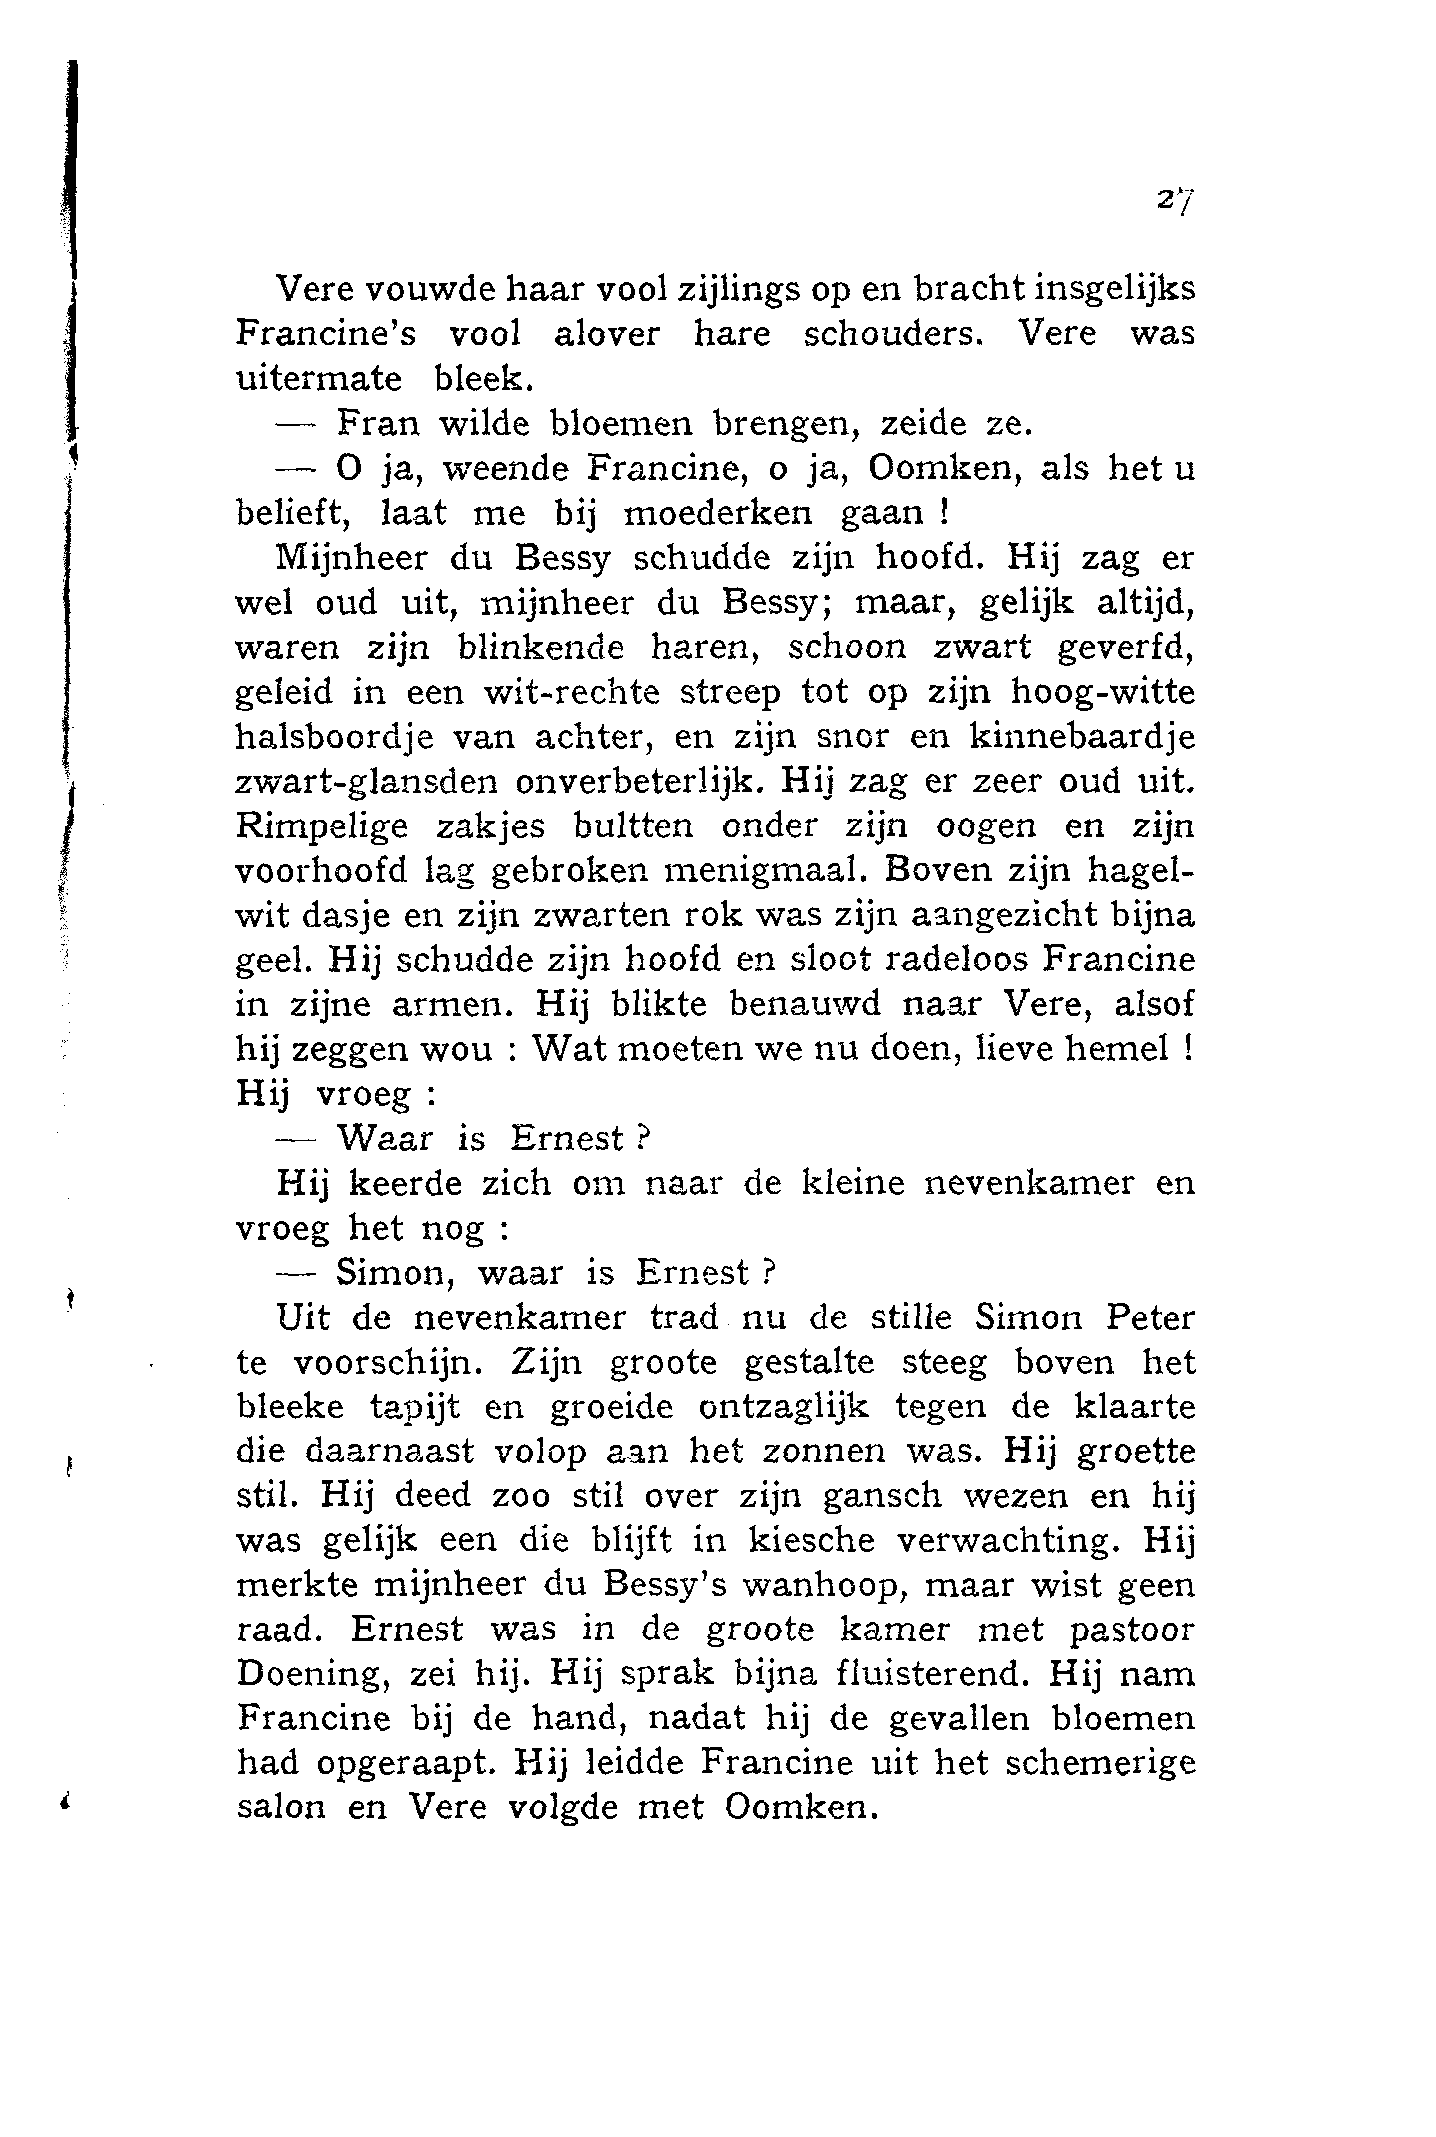 27
Vere vouwde haar vool zijlings op en bracht insgelijks
Francine's vool alover hare schouders. Vere was
uitermate bleek.
— Fran wilde bloemen brengen, zeide ze.
— O ja, weende Francine, o ja, Oomken, als het u
belieft, laat me bij moederken gaan !
Mijnheer du Bessy schudde zijn hoofd. Hij zag er
wel oud uit, mijnheer du Bessy; maar, gelijk altijd,
waren zijn blinkende haren, schoon zwart geverfd,
geleid in een wit-rechte streep tot op zijn hoog-witte
halsboordje van achter, en zijn snor en kinnebaardje
zwart-glansden onverbeterlijk. Hij zag er zeer oud uit.
Rimpelige zakjes bultten onder zijn oogen en zijn
voorhoofd lag gebroken menigmaal. Boven zijn hagel-
wit dasje en zijn zwarten rok was zijn aangezicht bijna
geel. Hij schudde zijn hoofd en sloot radeloos Francine
in zijne armen. Hij blikte benauwd naar Vere, alsof
hij zeggen wou : Wat moeten we nu doen, lieve hemel !
Hij vroeg :
— Waar is Ernest ?
Hij keerde zich om naar de kleine nevenkamer en
vroeg het nog :
— Simon, waar is Ernest ?
Uit de nevenkamer trad nu de stille Simon Peter
te voorschijn. Zijn groote gestalte steeg boven het
bleeke tapijt en groeide ontzaglijk tegen de klaarte
die daarnaast volop aan het zonnen was. Hij groette
stil. Hij deed zoo stil over zijn gansch wezen en hij
was gelijk een die blijft in kiesche verwachting. Hij
merkte mijnheer du Bessy's wanhoop, maar wist geen
raad. Ernest was in de groote kamer met pastoor
Doening, zei hij. Hij sprak bijna fluisterend. Hij nam
Francine bij de hand, nadat hij de gevallen bloemen
had opgeraapt. Hij leidde Francine uit het schemerige
salon en Vere volgde met Oomken.